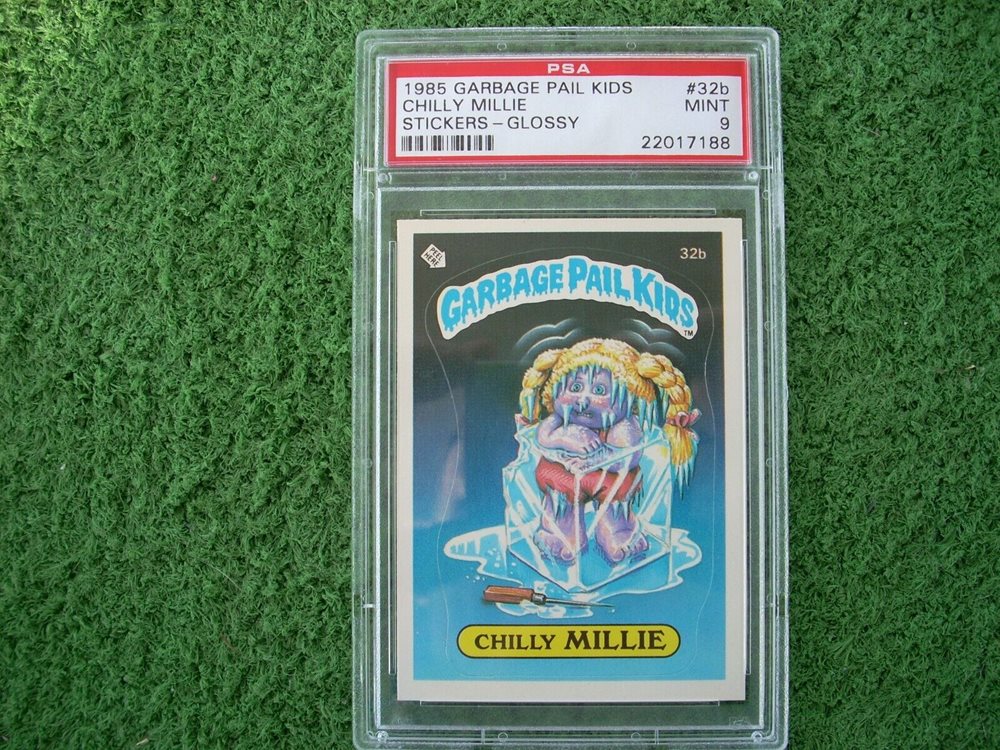 PSA
1985 GARBAGE PAIL KIDS #32b
CHILLY MILLIE MINT
STICKERS - GLOSSY 9
22017188
PEEL HERE
32b
GARBAGE PAIL KIDS
TM
CHILLY MILLIE